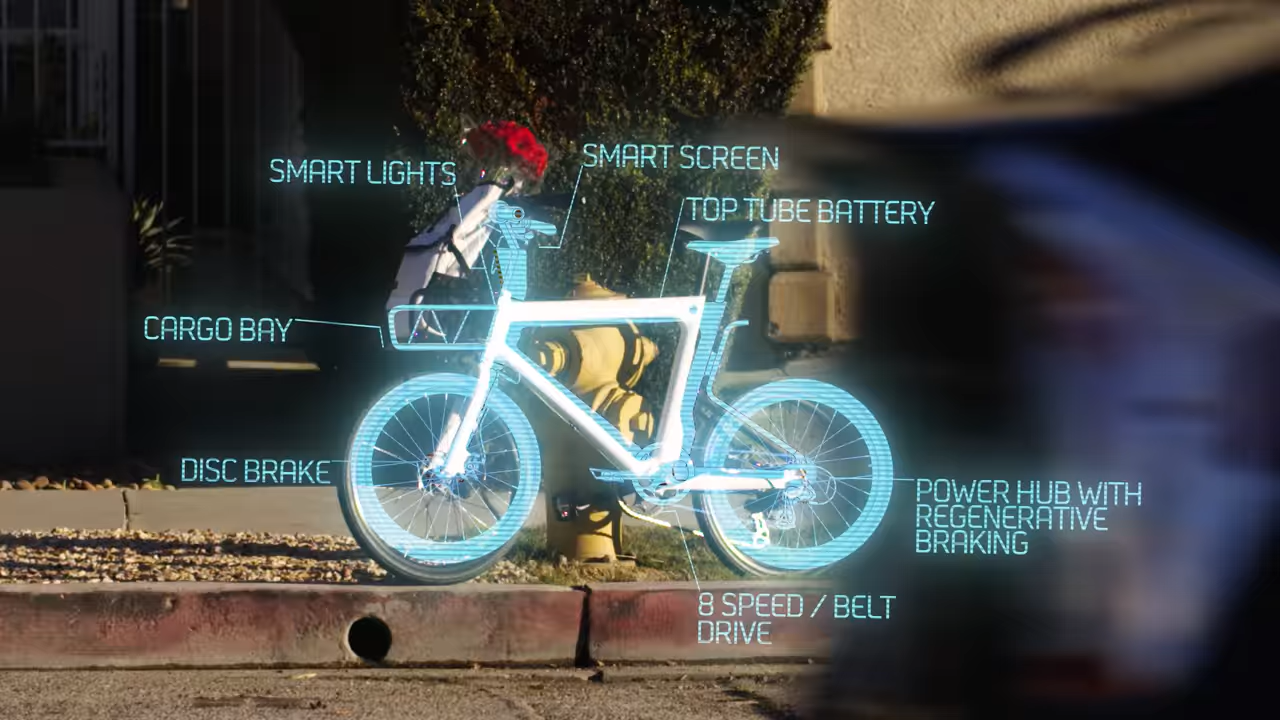 SMART LIGHTS
SMART SCREEN
TOP TUBE BATTERY
CARGO BAY
DISC BRAKE
POWER HUB WITH
REGENERATIVE
BRAKING
8 SPEED / BELT
DRIVE